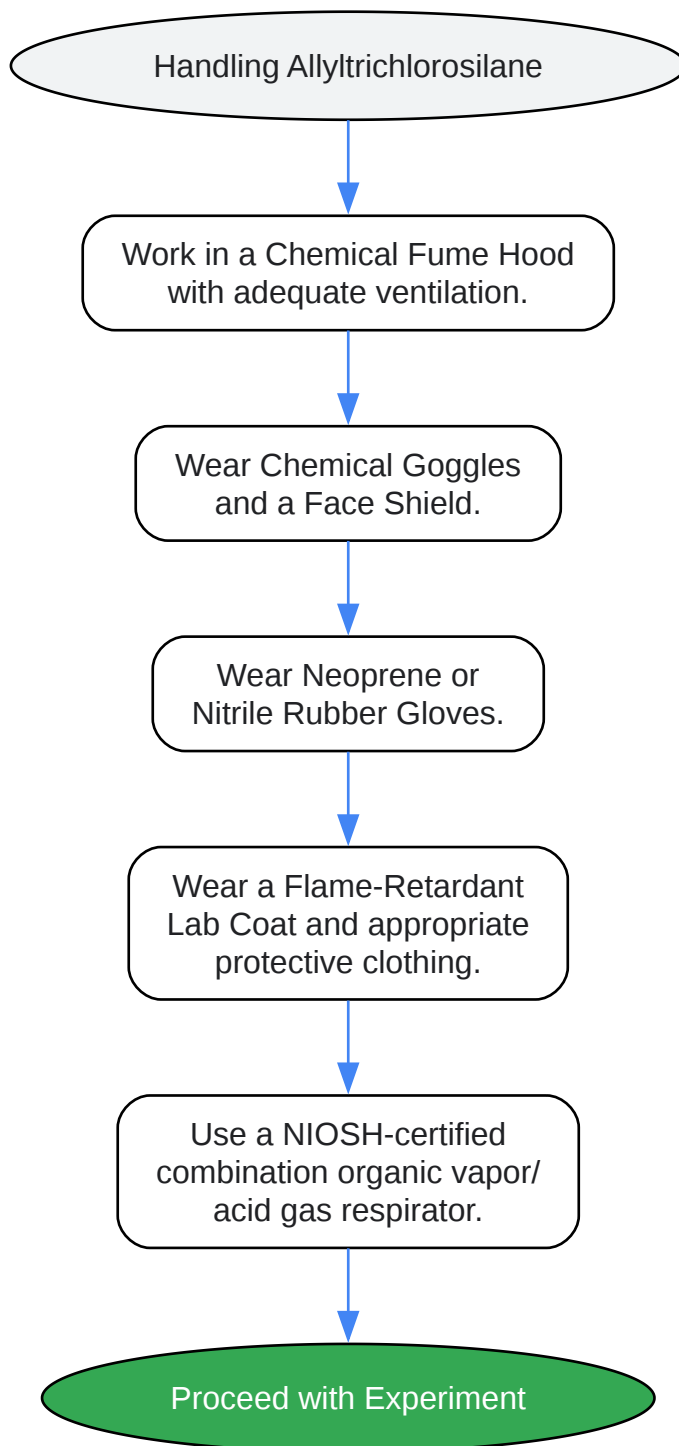 Handling Allyltrichlorosilane
Work in a Chemical Fume Hood
with adequate ventilation.
Wear Chemical Goggles
and a Face Shield.
Wear Neoprene or
Nitrile Rubber Gloves.
Wear a Flame-Retardant
Lab Coat and appropriate
protective clothing.
Use a NIOSH-certified
combination organic vapor/
acid gas respirator.
Proceed with Experiment